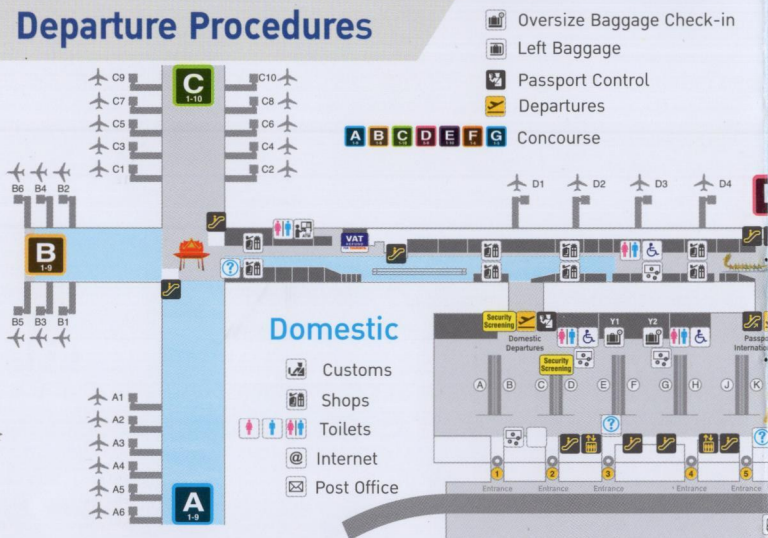 Departure Procedures
Oversize Baggage Check-in
Left Baggage
Passport Control
Departures
A B C D E F G Concourse
C
1-10
C9
C10
C7
C8
C5
C6
C3
C4
C1
C2
D1
D2
D3
D4
B6
B4
B2
B
1-9
VAT
?
B5
B3
B1
Domestic
Customs
Shops
Toilets
@ Internet
Post Office
Security
Screening
Domestic
Departures
Y1
Y2
Security
Screening
A
B
C
D
E
F
G
H
J
K
?
?
1
2
3
4
5
Entrance
Entrance
Entrance
Entrance
Entrance
A1
A2
A3
A4
A5
A6
A
1-9